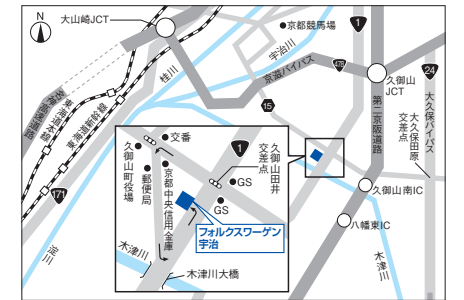 N
大山崎JCT
京都競馬場
1
宇治川
桂川
京滋バイパス
478
24
久御山
JCT
名神高速道路
東海道本線
東海道新幹線
15
第二京阪道路
大久保バイパス
大久保田原
交差点
171
淀川
交番
久御山町役場
郵便局
京都中央信用金庫
1
久御山田井
交差点
GS
GS
フォルクスワーゲン
宇治
木津川
木津川大橋
久御山南IC
八幡東IC
木津川